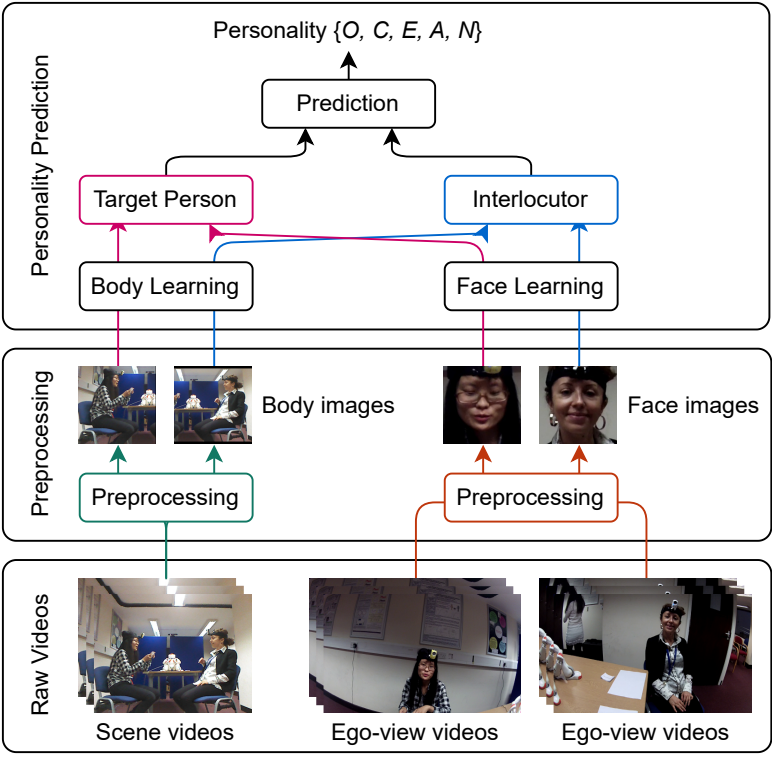 Personality {O, C, E, A, N}
Prediction
Personality Prediction
Target Person
Interlocutor
Body Learning
Face Learning
Preprocessing
Body images
Face images
Preprocessing
Preprocessing
Raw Videos
Scene videos
Ego-view videos
Ego-view videos